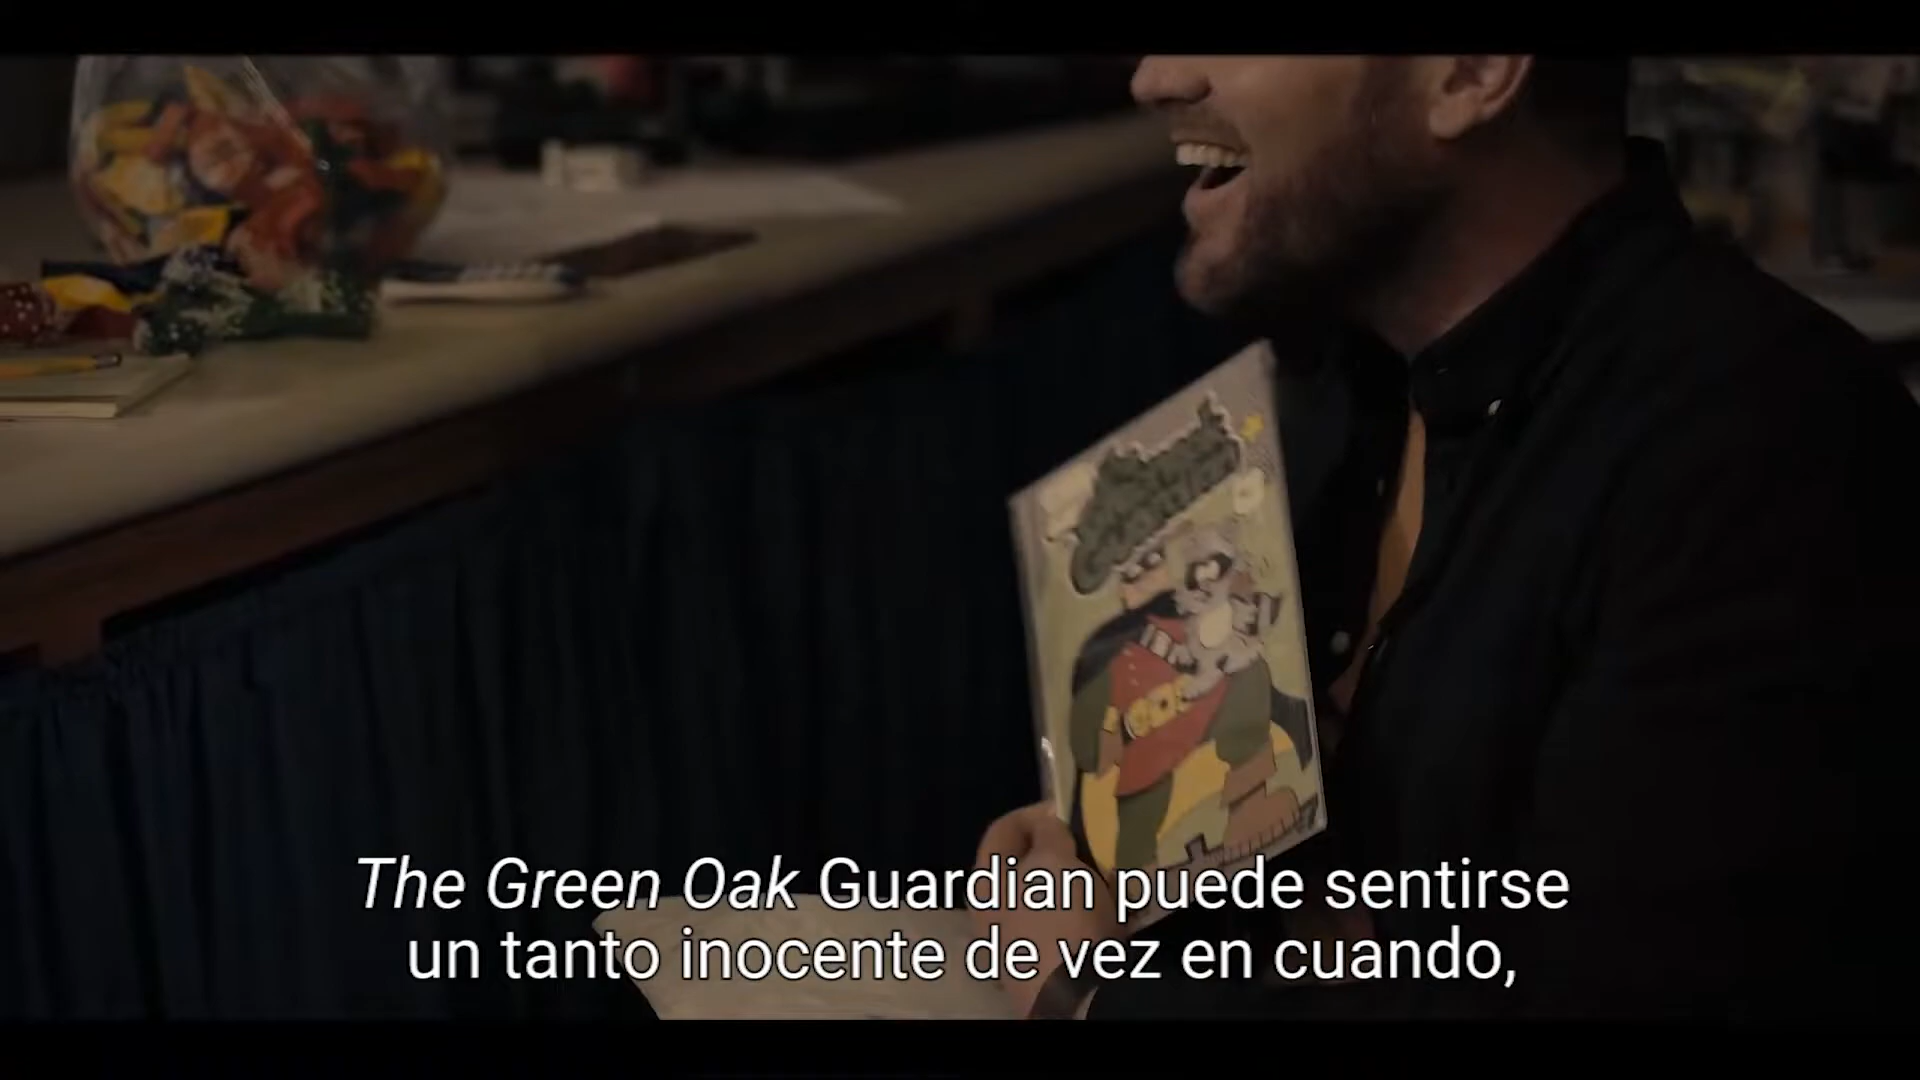 The Green Oak Guardian puede sentirse
un tanto inocente de vez en cuando,